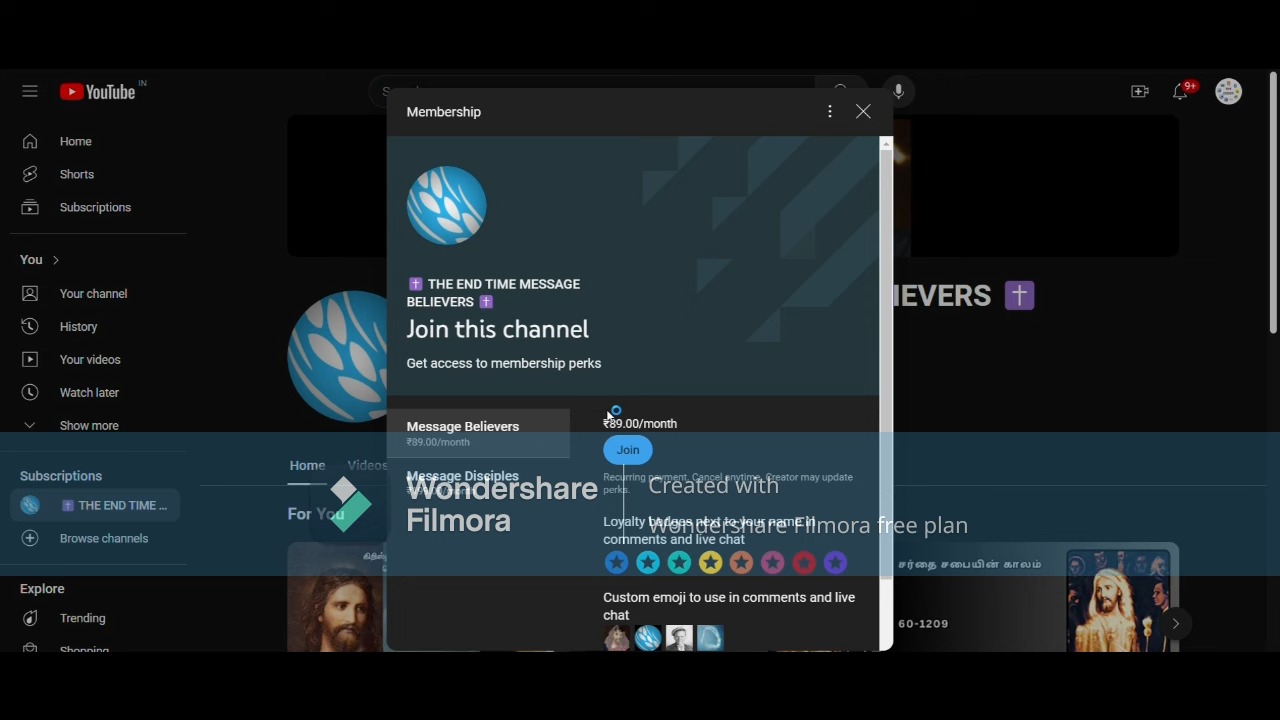 YouTube IN
9+
Membership
Home
Shorts
Subscriptions
You
Your channel
History
Your videos
Watch later
Show more
Subscriptions
✝ THE END TIME ...
Browse channels
Explore
Trending
Shopping
✝ THE END TIME MESSAGE
BELIEVERS ✝
Join this channel
Get access to membership perks
IEVERS ✝
Message Believers
₹89.00/month
Message Disciples
₹89.00/month
Join
Recurring payment. Cancel anytime. Creator may update
perks.
Loyalty badges next to your name in
comments and live chat
Custom emoji to use in comments and live
chat
Home Videos
For You
Wondershare
Filmora
Created with
Wondershare Filmora free plan
சர்தை சபையின் காலம்
60-1209